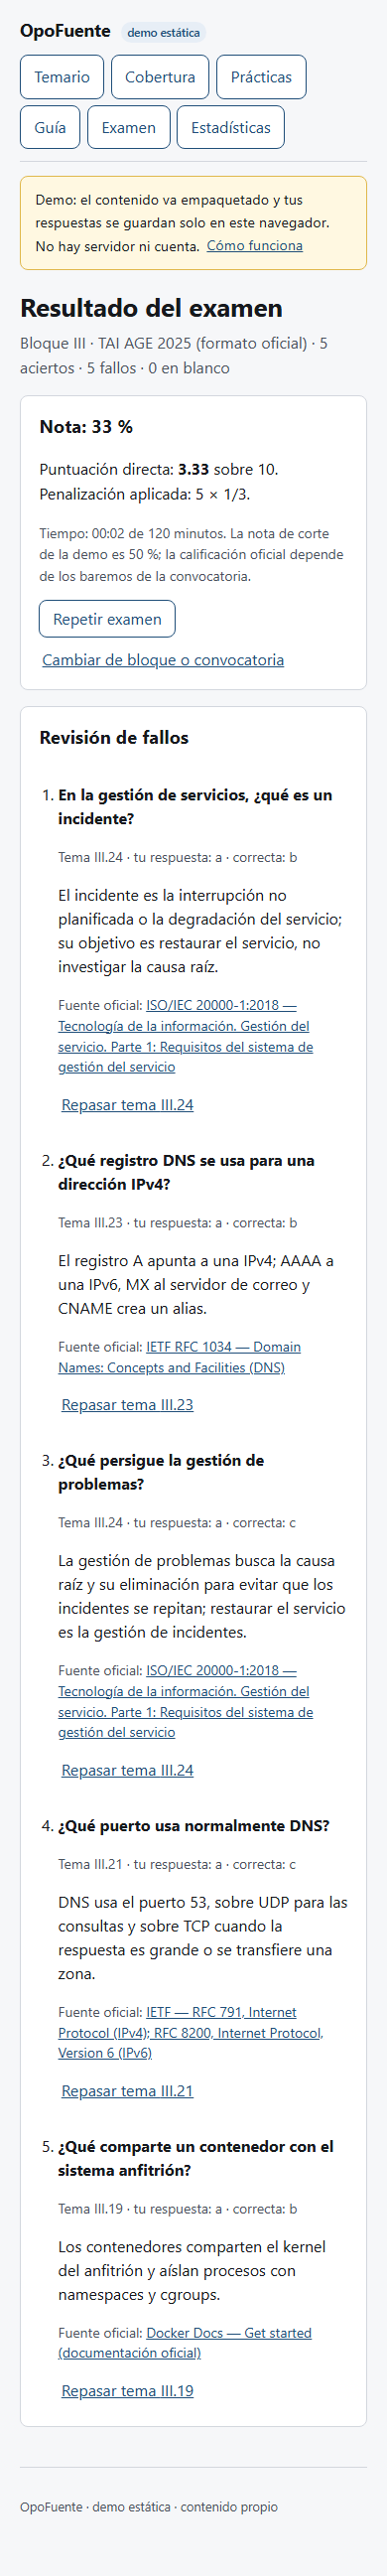 OpoFuente demo estática
Temario Cobertura Prácticas
Guía Examen Estadísticas
Demo: el contenido va empaquetado y tus
respuestas se guardan solo en este navegador.
No hay servidor ni cuenta. Cómo funciona
Resultado del examen
Bloque III · TAI AGE 2025 (formato oficial) · 5
aciertos · 5 fallos · 0 en blanco
Nota: 33 %
Puntuación directa: 3.33 sobre 10.
Penalización aplicada: 5 × 1/3.
Tiempo: 00:02 de 120 minutos. La nota de corte
de la demo es 50 %; la calificación oficial depende
de los baremos de la convocatoria.
Repetir examen
Cambiar de bloque o convocatoria
Revisión de fallos
1. En la gestión de servicios, ¿qué es un
incidente?
Tema III.24 · tu respuesta: a · correcta: b
El incidente es la interrupción no
planificada o la degradación del servicio;
su objetivo es restaurar el servicio, no
investigar la causa raíz.
Fuente oficial: ISO/IEC 20000-1:2018 —
Tecnología de la información. Gestión del
servicio. Parte 1: Requisitos del sistema de
gestión del servicio
Repasar tema III.24
2. ¿Qué registro DNS se usa para una
dirección IPv4?
Tema III.23 · tu respuesta: a · correcta: b
El registro A apunta a una IPv4; AAAA a
una IPv6, MX al servidor de correo y
CNAME crea un alias.
Fuente oficial: IETF RFC 1034 — Domain
Names: Concepts and Facilities (DNS)
Repasar tema III.23
3. ¿Qué persigue la gestión de
problemas?
Tema III.24 · tu respuesta: a · correcta: c
La gestión de problemas busca la causa
raíz y su eliminación para evitar que los
incidentes se repitan; restaurar el servicio
es la gestión de incidentes.
Fuente oficial: ISO/IEC 20000-1:2018 —
Tecnología de la información. Gestión del
servicio. Parte 1: Requisitos del sistema de
gestión del servicio
Repasar tema III.24
4. ¿Qué puerto usa normalmente DNS?
Tema III.21 · tu respuesta: a · correcta: c
DNS usa el puerto 53, sobre UDP para las
consultas y sobre TCP cuando la
respuesta es grande o se transfiere una
zona.
Fuente oficial: IETF — RFC 791, Internet
Protocol (IPv4); RFC 8200, Internet Protocol,
Version 6 (IPv6)
Repasar tema III.21
5. ¿Qué comparte un contenedor con el
sistema anfitrión?
Tema III.19 · tu respuesta: a · correcta: b
Los contenedores comparten el kernel
del anfitrión y aíslan procesos con
namespaces y cgroups.
Fuente oficial: Docker Docs — Get started
(documentación oficial)
Repasar tema III.19
OpoFuente · demo estática · contenido propio